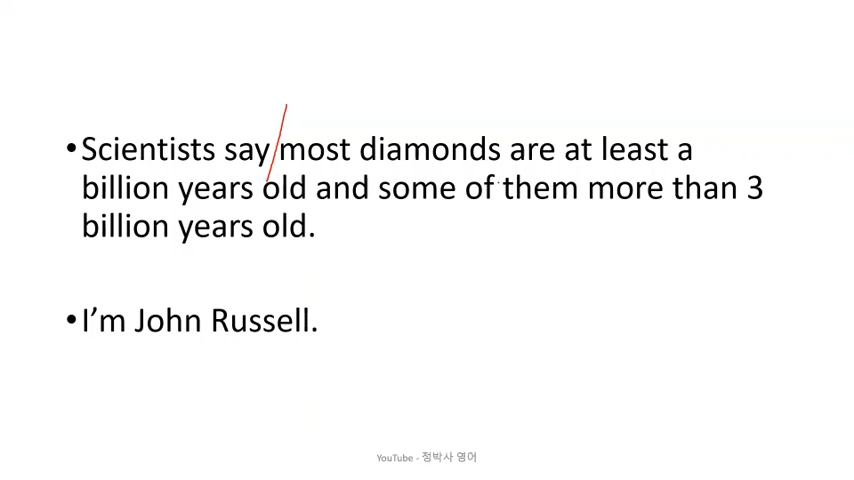 •Scientists say most diamonds are at least a
billion years old and some of them more than 3
billion years old.
•I’m John Russell.
YouTube - 정박사 영어